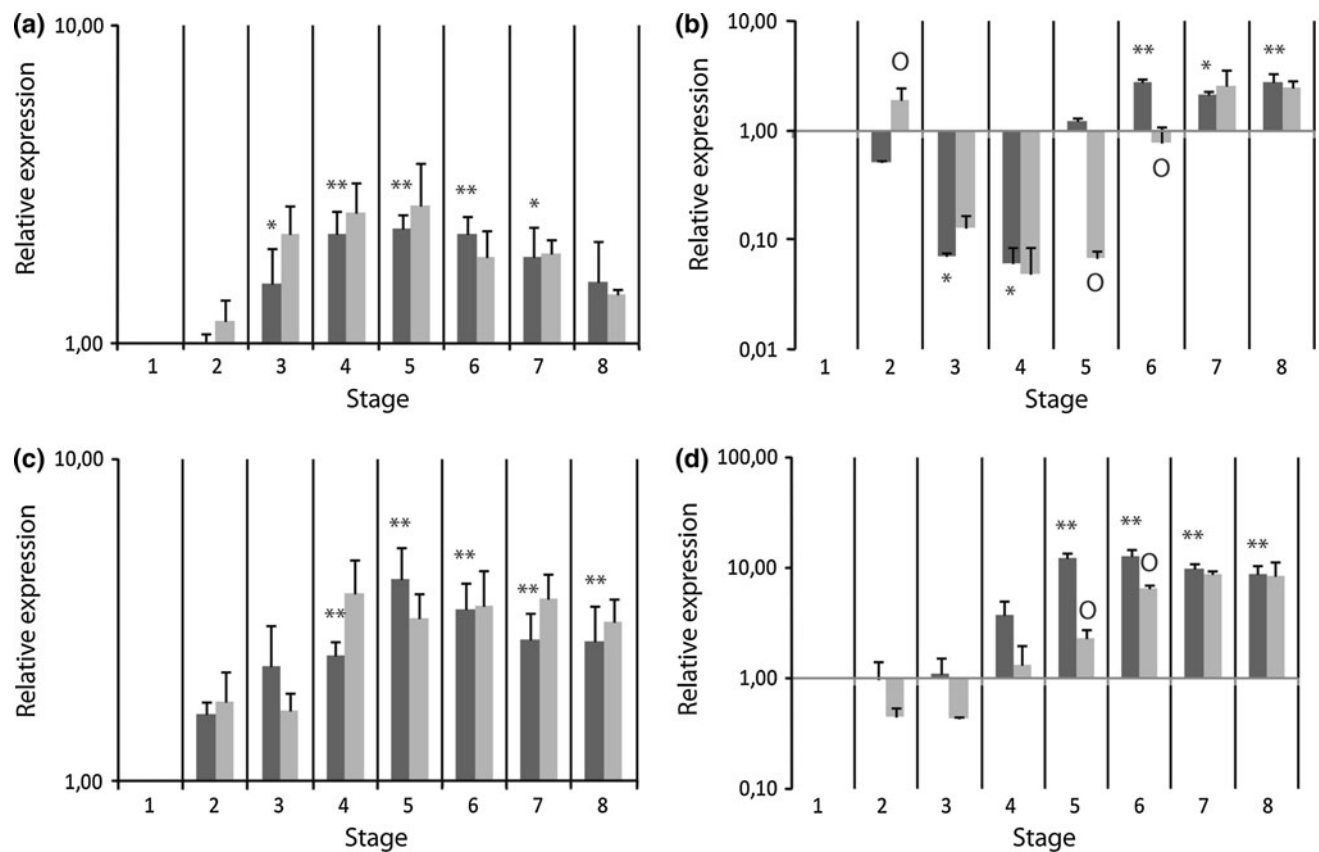 (a)
10,00
Relative expression
* ** ** ** *
1,00
1 2 3 4 5 6 7 8
Stage
(b)
10,00
Relative expression
O ** * **
1,00
O
0,10
* * O
0,01
1 2 3 4 5 6 7 8
Stage
(c)
10,00
Relative expression
** ** ** ** **
1,00
1 2 3 4 5 6 7 8
Stage
(d)
100,00
Relative expression
** ** ** **
10,00
O O
1,00
0,10
1 2 3 4 5 6 7 8
Stage